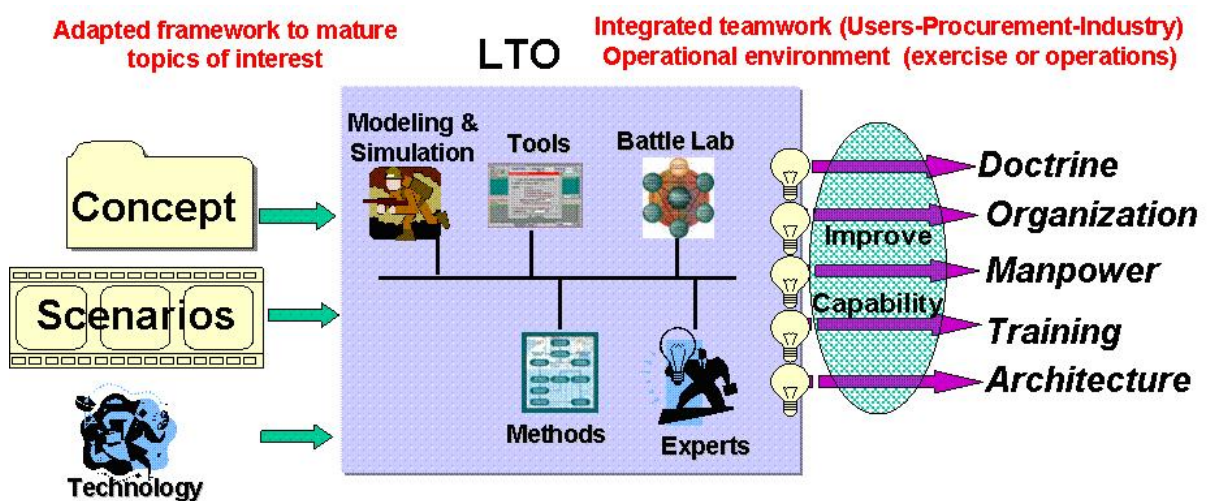 Adapted framework to mature
topics of interest
LTO
Integrated teamwork (Users-Procurement-Industry)
Operational environment (exercise or operations)
Concept
Scenarios
Technology
Modeling &
Simulation
Tools
Battle Lab
Methods
Experts
Improve
Capability
Doctrine
Organization
Manpower
Training
Architecture